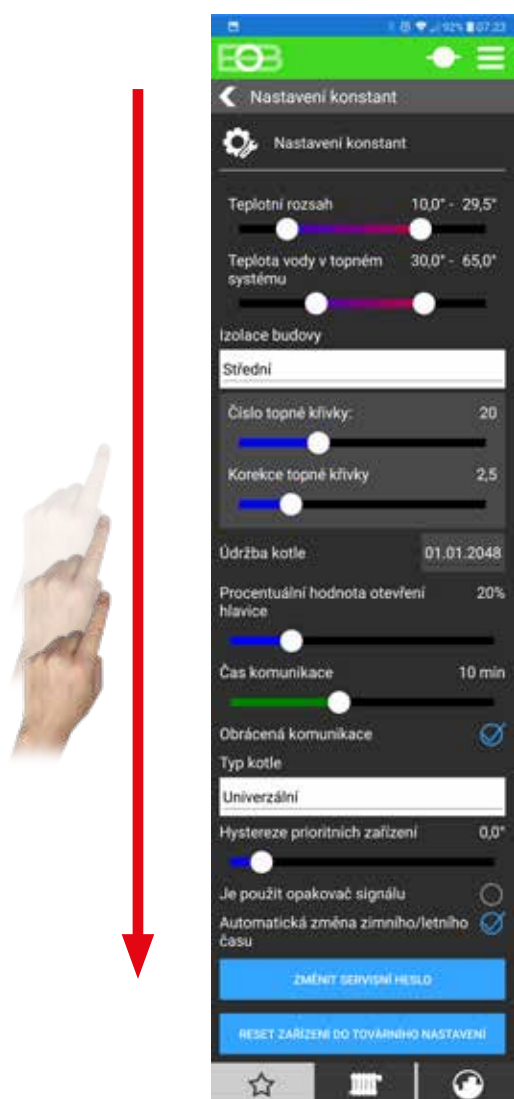 92% 07:23
EOB
Nastavení konstant
Nastavení konstant
Teplotní rozsah 10,0° - 29,5°
Teplota vody v topném 30,0° - 65,0°
systému
Izolace budovy
Střední
Číslo topné křivky: 20
Korekce topné křivky 2,5
Údržba kotle 01.01.2048
Procentuální hodnota otevření 20%
hlavice
Čas komunikace 10 min
Obrácená komunikace
Typ kotle
Univerzální
Hystereze prioritních zařízení 0,0°
Je použit opakovač signálu
Automatická změna zimního/letního
času
ZMĚNIT SERVISNÍ HESLO
RESET ZAŘÍZENÍ DO TOVÁRNÍHO NASTAVENÍ